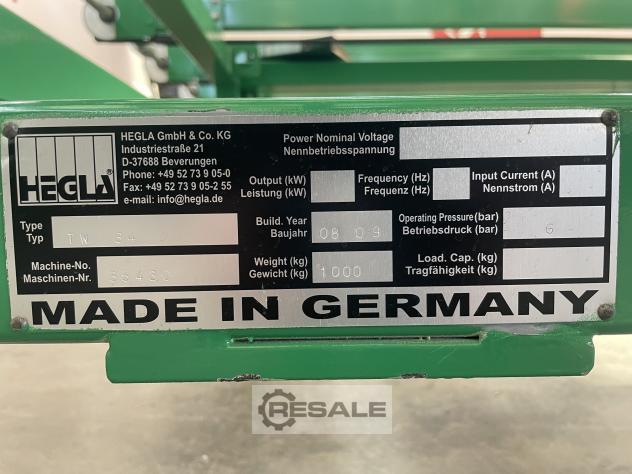 HEGLA®
HEGLA GmbH & Co. KG
Industriestraße 21
D-37688 Beverungen
Phone: +49 52 73 9 05-0
Fax: +49 52 73 9 05-2 55
e-mail: info@hegla.de
Power Nominal Voltage
Nennbetriebsspannung
Output (kW)
Leistung (kW)
Frequency (Hz)
Frequenz (Hz)
Input Current (A)
Nennstrom (A)
Type
Typ
TW 34
Build. Year
Baujahr
08 09
Operating Pressure(bar)
Betriebsdruck (bar)
6
Machine-No.
Maschinen-Nr.
Weight (kg)
Gewicht (kg)
1000
Load. Cap. (kg)
Tragfähigkeit (kg)
MADE IN GERMANY
RESALE